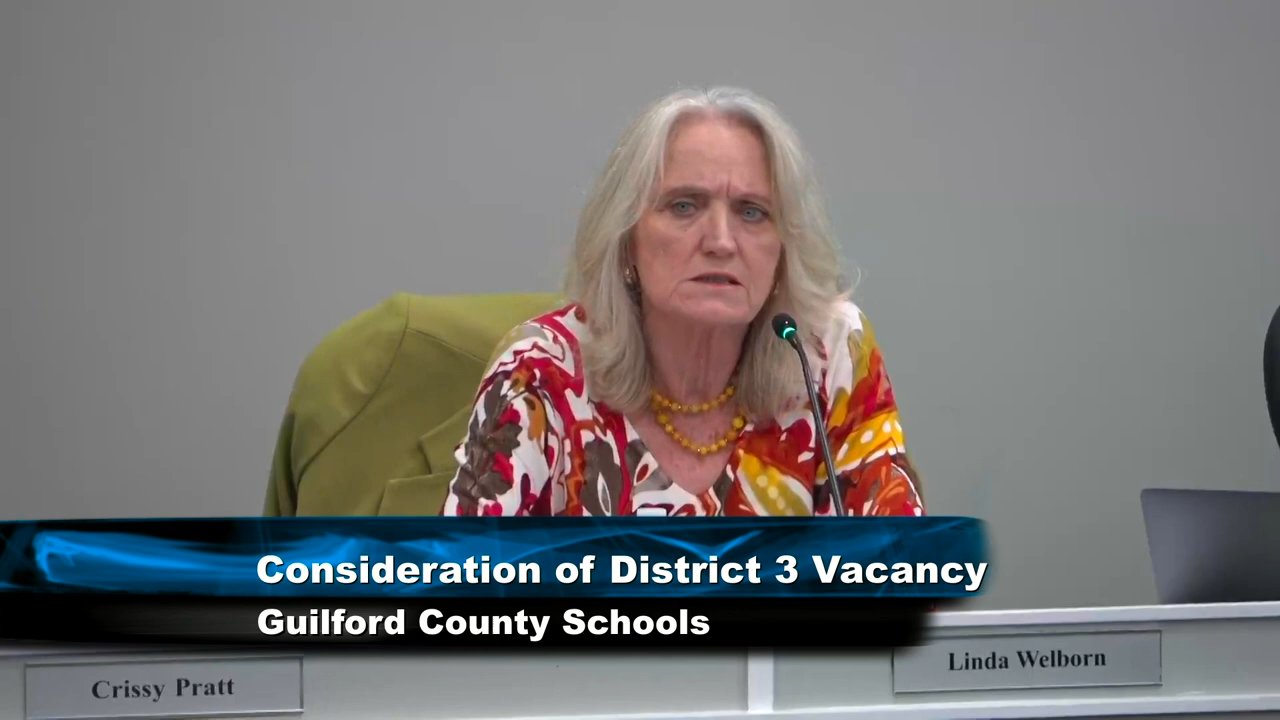 Consideration of District 3 Vacancy
Guilford County Schools
Crissy Pratt
Linda Welborn